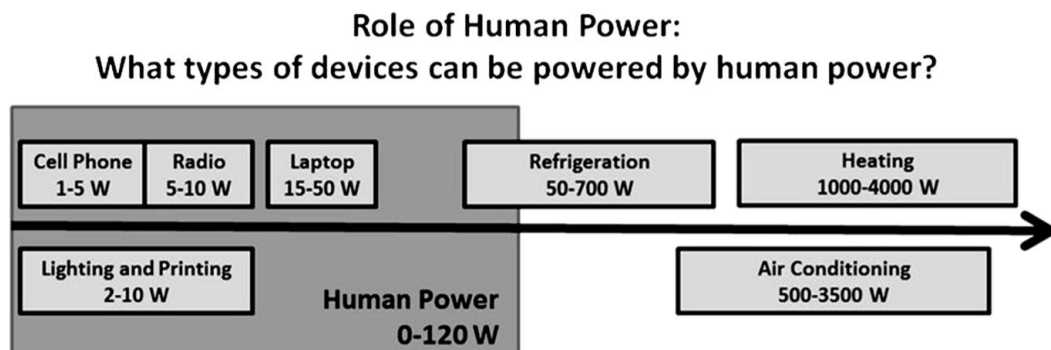 Role of Human Power:
What types of devices can be powered by human power?
Cell Phone
1-5 W
Radio
5-10 W
Laptop
15-50 W
Refrigeration
50-700 W
Heating
1000-4000 W
Lighting and Printing
2-10 W
Human Power
0-120 W
Air Conditioning
500-3500 W